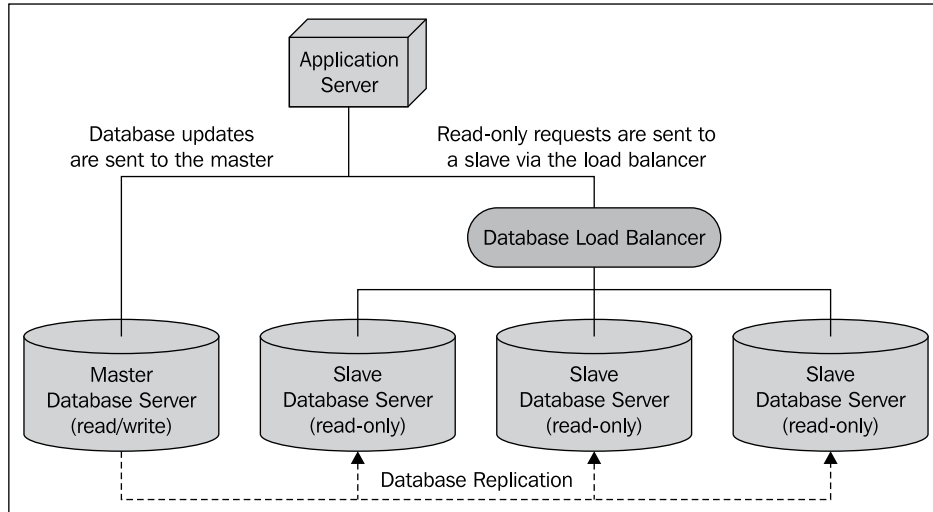 Application
Server
Database updates
are sent to the master
Read-only requests are sent to
a slave via the load balancer
Database Load Balancer
Master
Database Server
(read/write)
Slave
Database Server
(read-only)
Slave
Database Server
(read-only)
Slave
Database Server
(read-only)
Database Replication